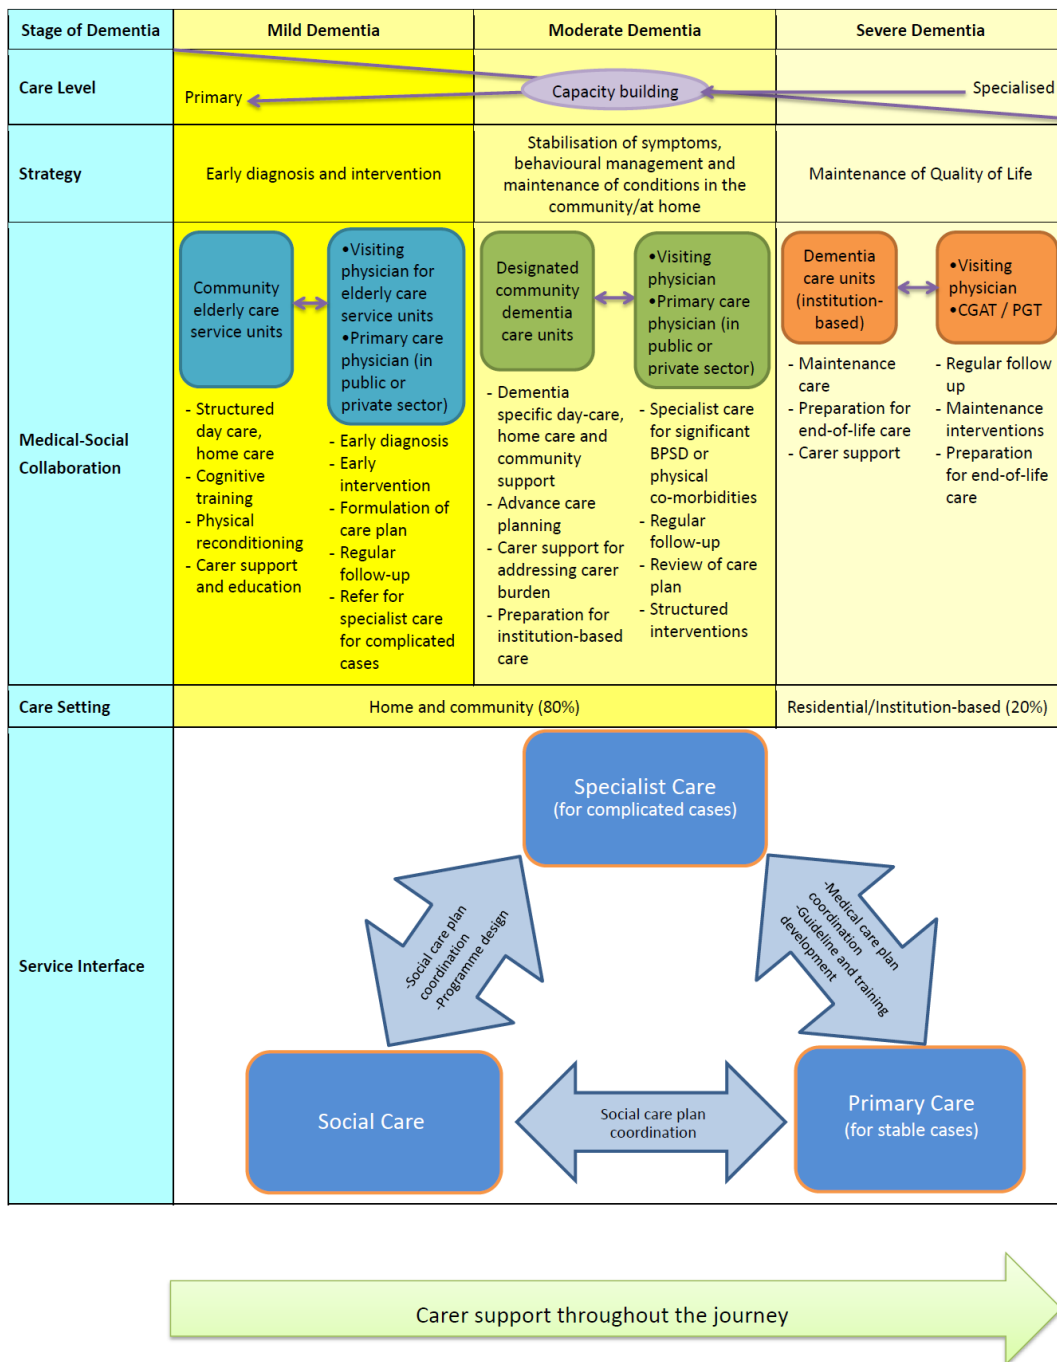 Stage of Dementia
Mild Dementia
Moderate Dementia
Severe Dementia
Care Level
Primary
Capacity building
Specialised
Strategy
Early diagnosis and intervention
Stabilisation of symptoms,
behavioural management and
maintenance of conditions in the
community/at home
Maintenance of Quality of Life
Medical-Social
Collaboration
Community
elderly care
service units
•Visiting
physician for
elderly care
service units
•Primary care
physician (in
public or
private sector)
- Structured
day care,
home care
- Cognitive
training
- Physical
reconditioning
- Carer support
and education
- Early diagnosis
- Early
intervention
- Formulation of
care plan
- Regular
follow-up
- Refer for
specialist care
for complicated
cases
Designated
community
dementia
care units
•Visiting
physician
•Primary care
physician (in
public or
private sector)
- Dementia
specific day-care,
home care and
community
support
- Advance care
planning
- Carer support for
addressing carer
burden
- Preparation for
institution-based
care
- Specialist care
for significant
BPSD or
physical
co-morbidities
- Regular
follow-up
- Review of care
plan
- Structured
interventions
Dementia
care units
(institution-
based)
•Visiting
physician
•CGAT / PGT
- Maintenance
care
- Preparation for
end-of-life care
- Carer support
- Regular follow
up
- Maintenance
interventions
- Preparation
for end-of-life
care
Care Setting
Home and community (80%)
Residential/Institution-based (20%)
Service Interface
Specialist Care
(for complicated cases)
-Social care plan
coordination
-Programme design
-Medical care plan
coordination
-Guideline and training
development
Social Care
Social care plan
coordination
Primary Care
(for stable cases)
Carer support throughout the journey